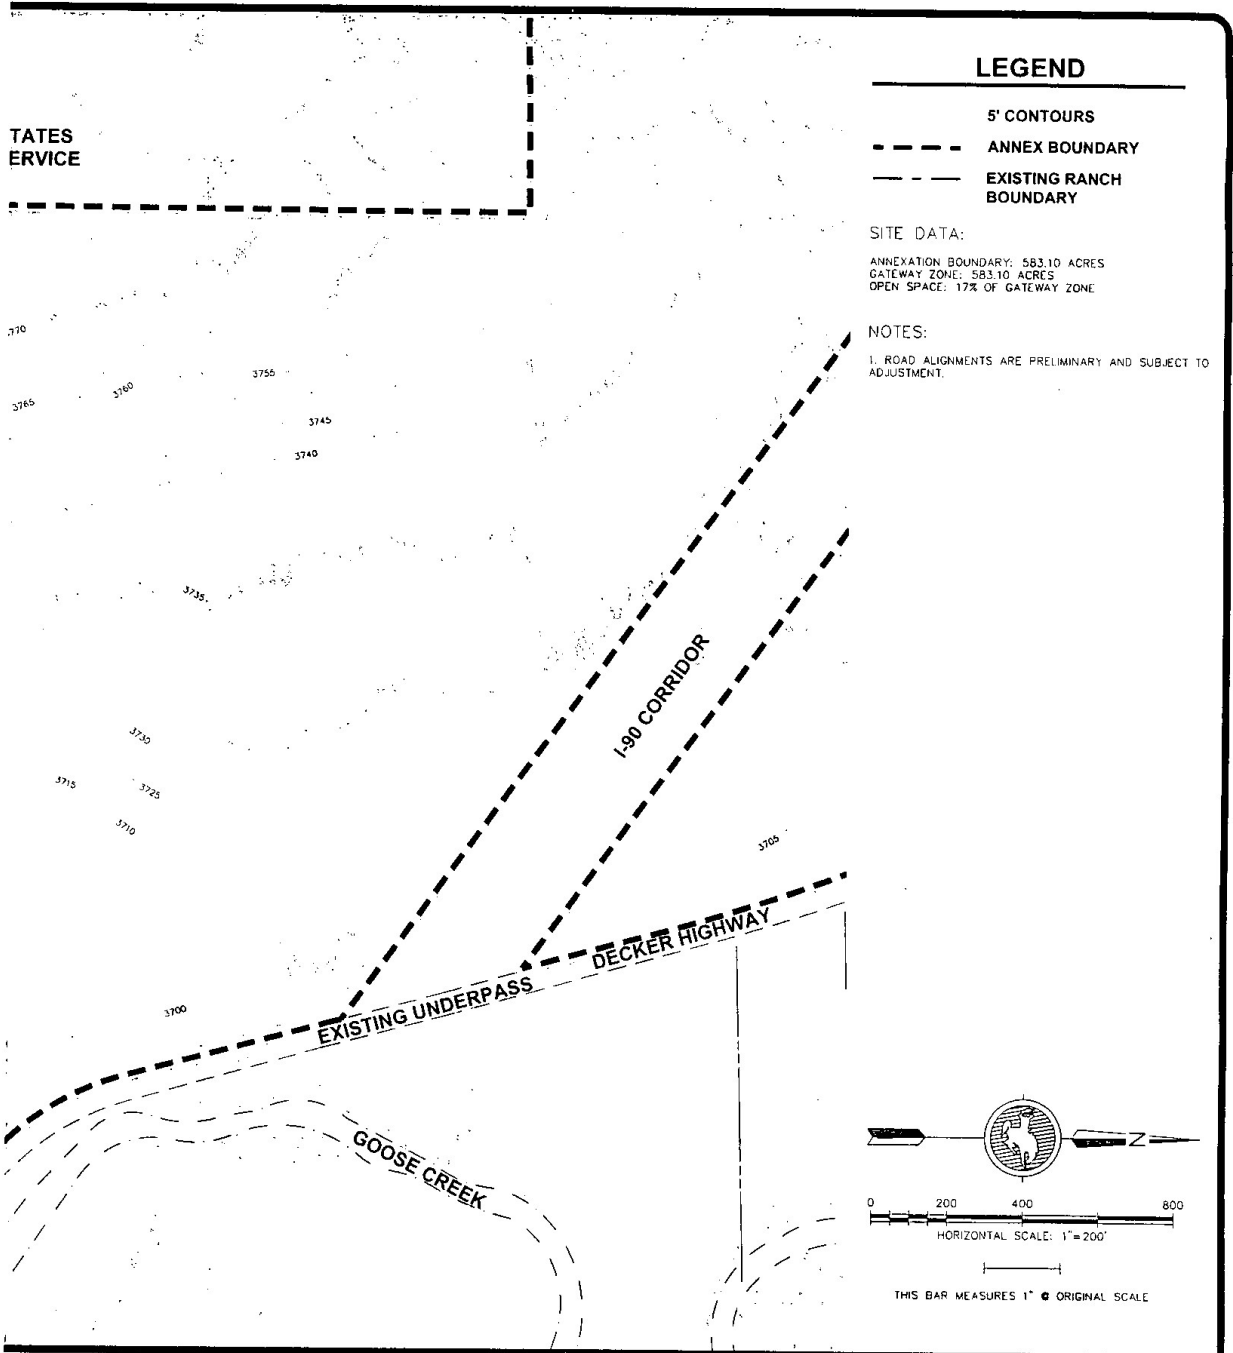 LEGEND
5' CONTOURS
ANNEX BOUNDARY
EXISTING RANCH
BOUNDARY
SITE DATA:
ANNEXATION BOUNDARY: 583.10 ACRES
GATEWAY ZONE: 583.10 ACRES
OPEN SPACE: 17% OF GATEWAY ZONE
NOTES:
1. ROAD ALIGNMENTS ARE PRELIMINARY AND SUBJECT TO
ADJUSTMENT.
TATES
ERVICE
770
3765
3760
3755
3745
3740
3735
3730
3715
3725
3710
I-90 CORRIDOR
3705
DECKER HIGHWAY
EXISTING UNDERPASS
3700
GOOSE CREEK
N
0 200 400 800
HORIZONTAL SCALE: 1"=200'
THIS BAR MEASURES 1" @ ORIGINAL SCALE